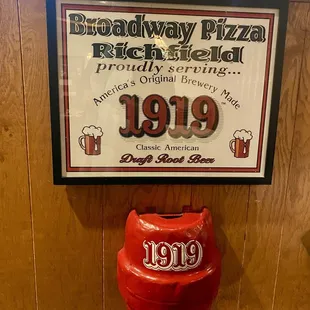 Broadway Pizza
Richfield
proudly serving...
America's Original Brewery Made
1919
Classic American
Draft Root Beer
1919